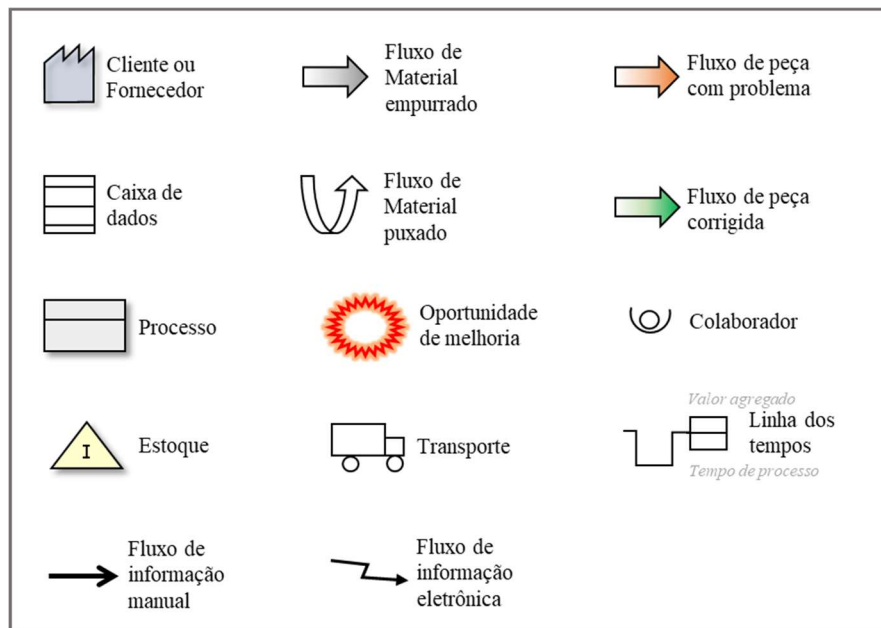 Cliente ou
Fornecedor
Fluxo de
Material
empurrado
Fluxo de peça
com problema
Caixa de
dados
Fluxo de
Material
puxado
Fluxo de peça
corrigida
Processo
Oportunidade
de melhoria
Colaborador
I
Estoque
Transporte
Valor agregado
Linha dos
tempos
Tempo de processo
Fluxo de
informação
manual
Fluxo de
informação
eletrônica